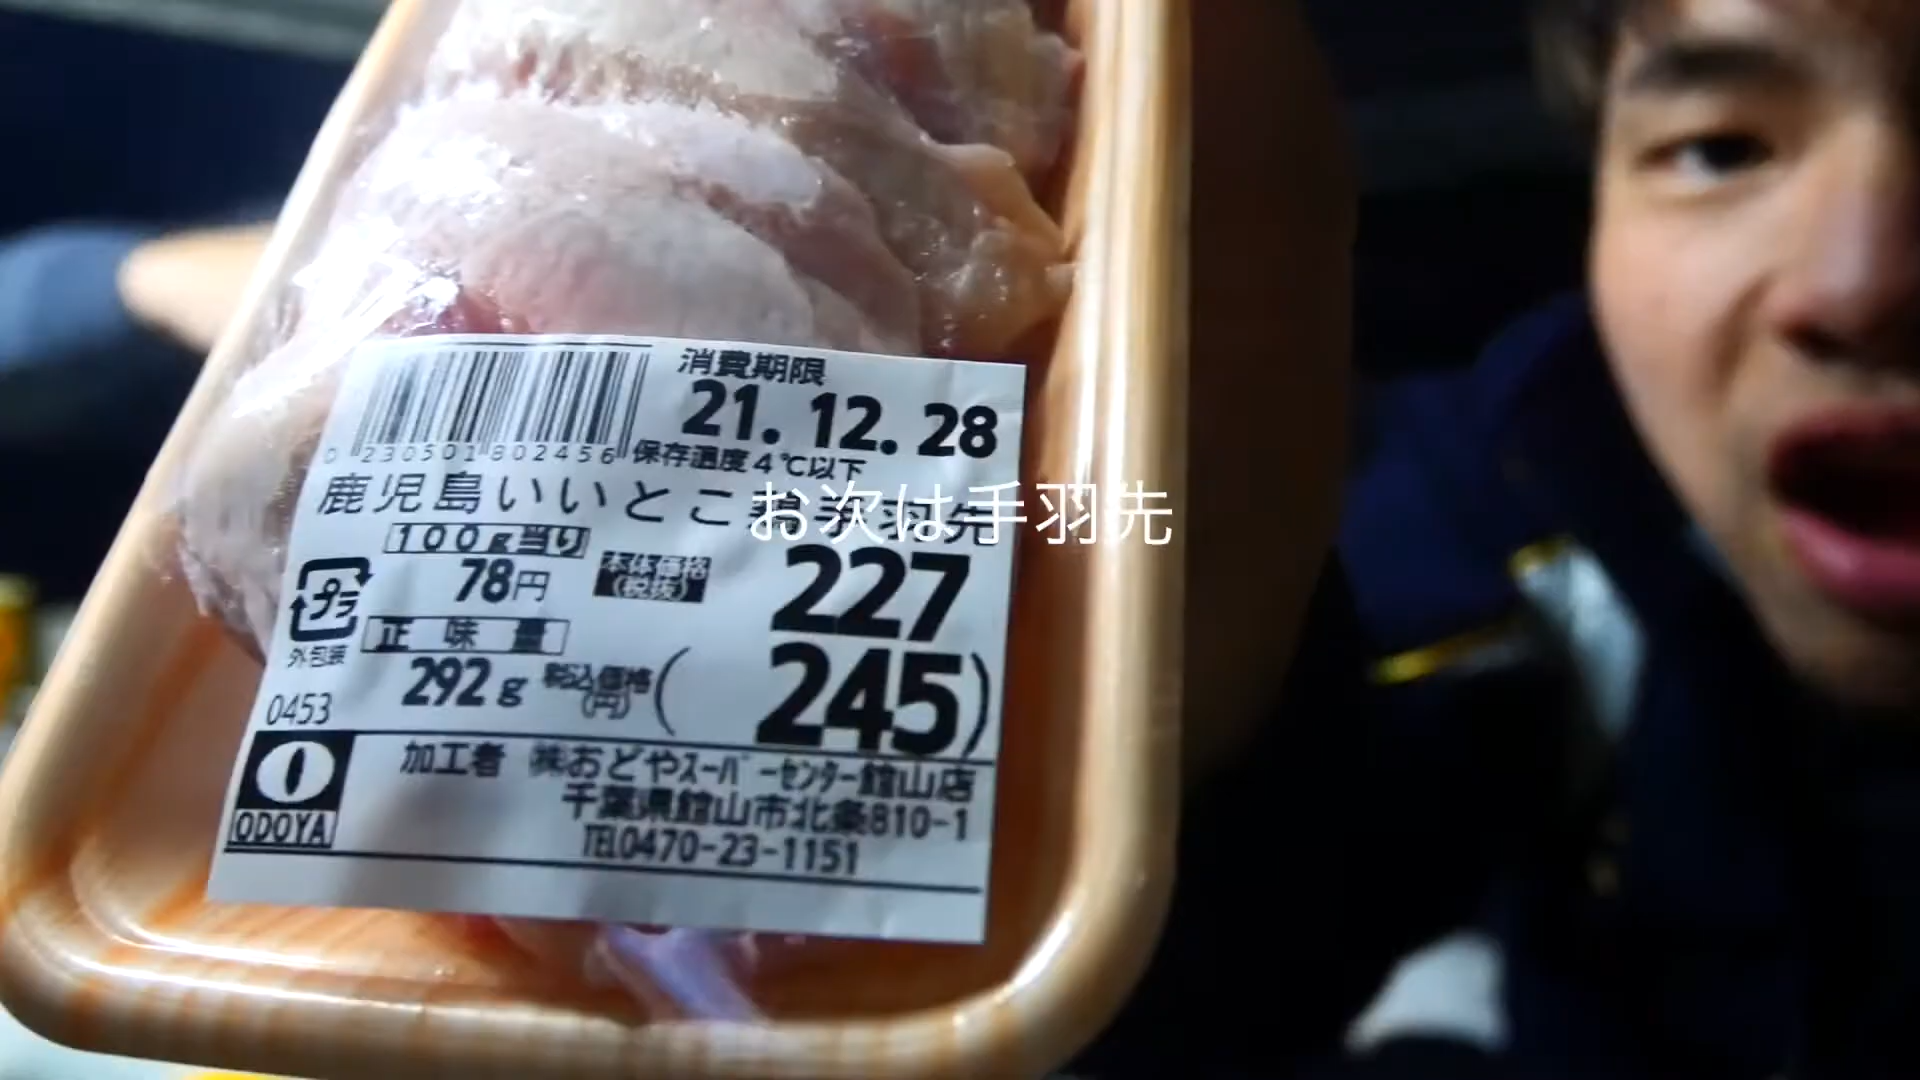 消費期限
21.12.28
0 230501 802456
保存温度4℃以下
鹿児島いいとこ鶏手羽先
お次は手羽先
100g当り
78円
本体価格
(税抜)
227
プラ
外包装
正味量
292g
税込価格
(円)
(245)
0453
加工者 ㈱おどやスーパーセンター館山店
千葉県館山市北条810-1
TEL0470-23-1151
ODOYA